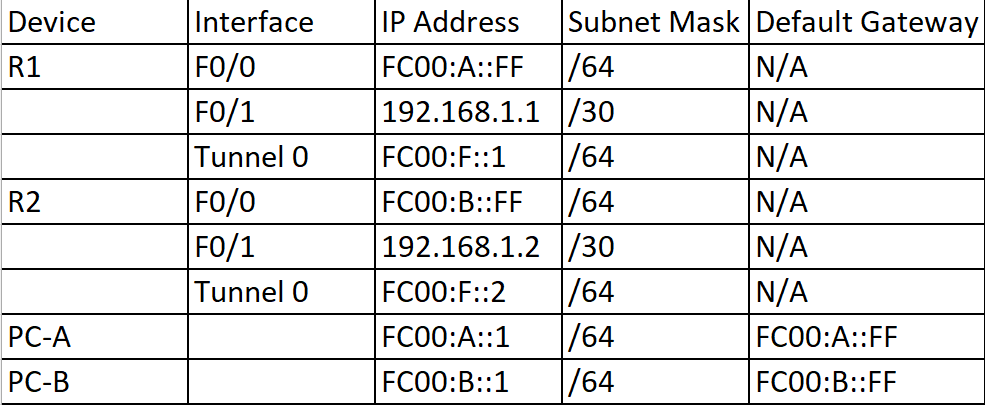 Device Interface IP Address Subnet Mask Default Gateway
R1 F0/0 FC00:A::FF /64 N/A
F0/1 192.168.1.1 /30 N/A
Tunnel 0 FC00:F::1 /64 N/A
R2 F0/0 FC00:B::FF /64 N/A
F0/1 192.168.1.2 /30 N/A
Tunnel 0 FC00:F::2 /64 N/A
PC-A FC00:A::1 /64 FC00:A::FF
PC-B FC00:B::1 /64 FC00:B::FF